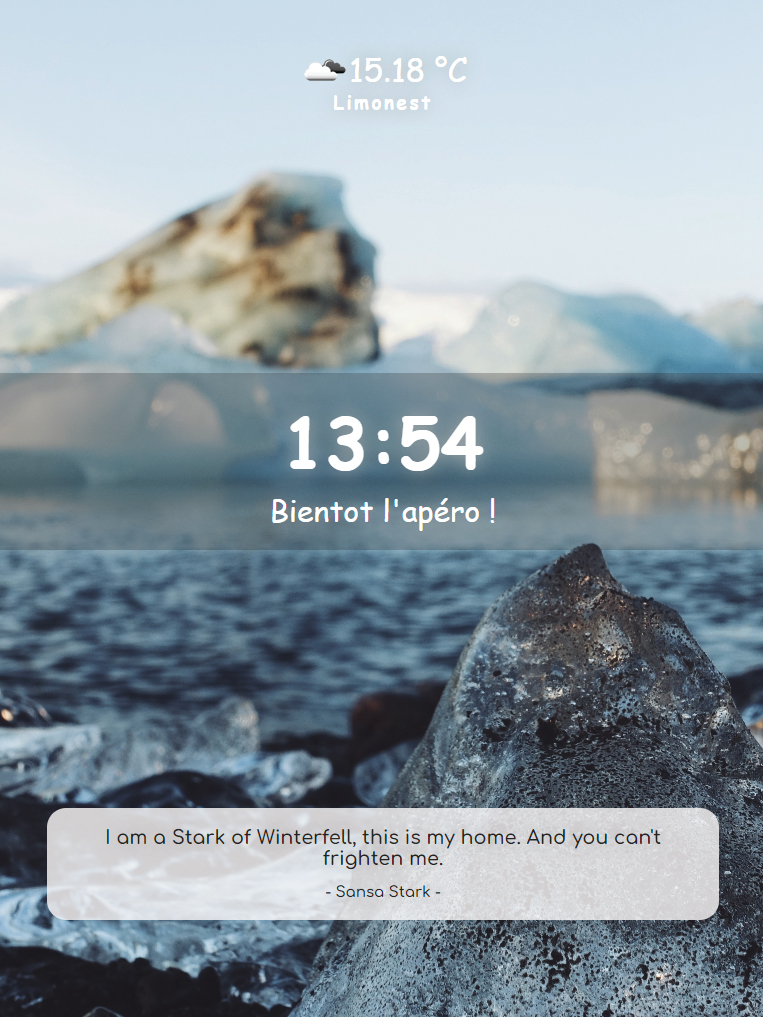 15.18 °C
Limonest
13:54
Bientot l'apéro !
I am a Stark of Winterfell, this is my home. And you can't
frighten me.
- Sansa Stark -